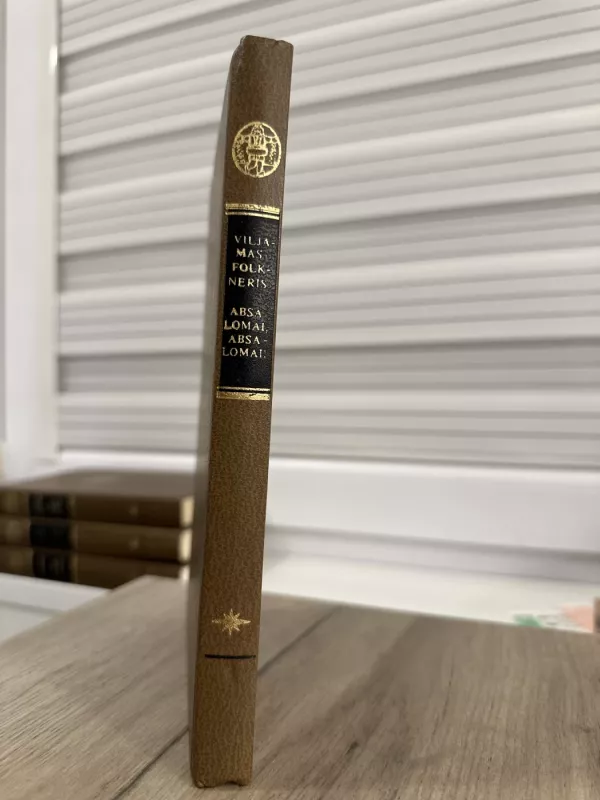 VILJA-
MAS
FOLK-
NERIS
ABSA
LOMAI,
ABSA-
LOMAI!